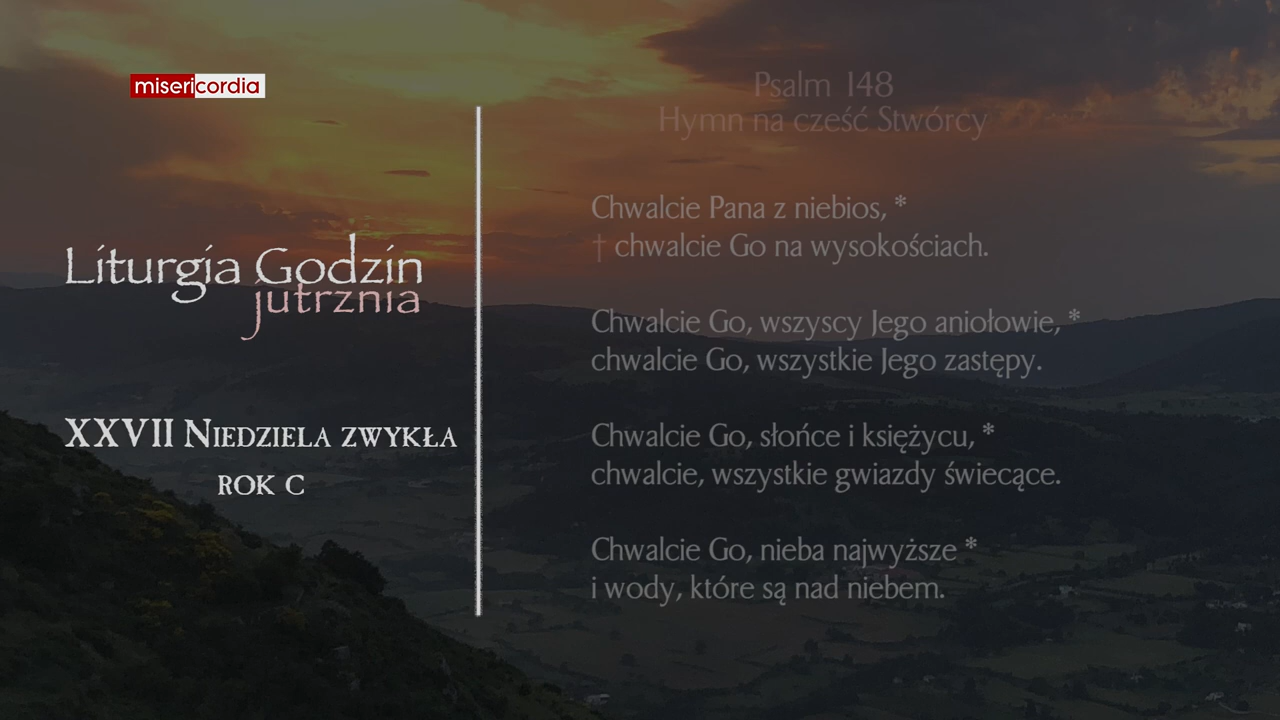 misericordia
Liturgia Godzin
jutrznia
XXVII Niedziela zwykła
rok C
Psalm 148
Hymn na cześć Stwórcy
Chwalcie Pana z niebios, *
† chwalcie Go na wysokościach.
Chwalcie Go, wszyscy Jego aniołowie, *
chwalcie Go, wszystkie Jego zastępy.
Chwalcie Go, słońce i księżycu, *
chwalcie, wszystkie gwiazdy świecące.
Chwalcie Go, nieba najwyższe *
i wody, które są nad niebem.